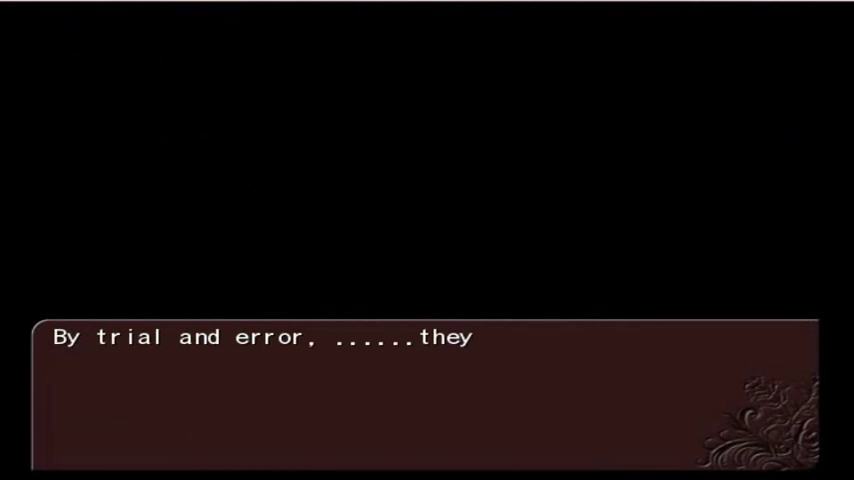 By trial and error, ......they